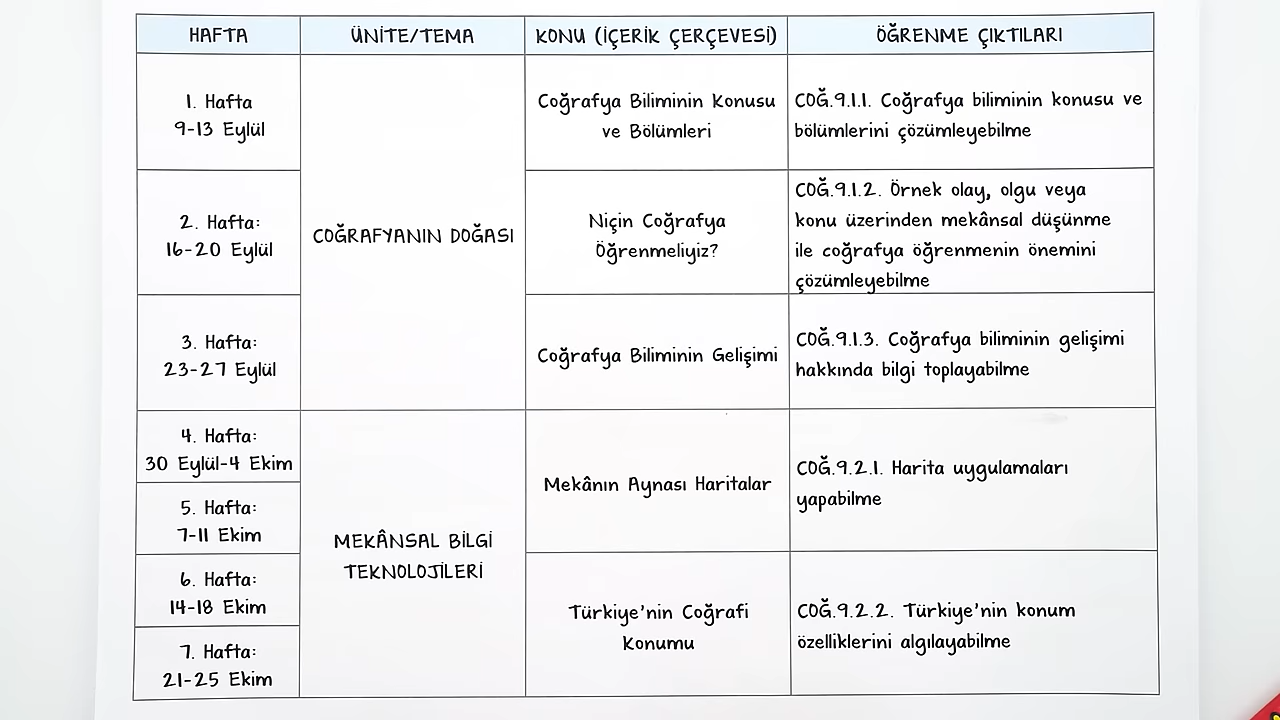 HAFTA
ÜNİTE/TEMA
KONU (İÇERİK ÇERÇEVESİ)
ÖĞRENME ÇIKTILARI
1. Hafta
9-13 Eylül
COĞRAFYANIN DOĞASI
Coğrafya Biliminin Konusu
ve Bölümleri
COĞ.9.1.1. Coğrafya biliminin konusu ve
bölümlerini çözümleyebilme
2. Hafta:
16-20 Eylül
Niçin Coğrafya
Öğrenmeliyiz?
COĞ.9.1.2. Örnek olay, olgu veya
konu üzerinden mekânsal düşünme
ile coğrafya öğrenmenin önemini
çözümleyebilme
3. Hafta:
23-27 Eylül
Coğrafya Biliminin Gelişimi
COĞ.9.1.3. Coğrafya biliminin gelişimi
hakkında bilgi toplayabilme
4. Hafta:
30 Eylül-4 Ekim
MEKÂNSAL BİLGİ
TEKNOLOJİLERİ
Mekânın Aynası Haritalar
COĞ.9.2.1. Harita uygulamaları
yapabilme
5. Hafta:
7-11 Ekim
6. Hafta:
14-18 Ekim
Türkiye'nin Coğrafi
Konumu
COĞ.9.2.2. Türkiye'nin konum
özelliklerini algılayabilme
7. Hafta:
21-25 Ekim